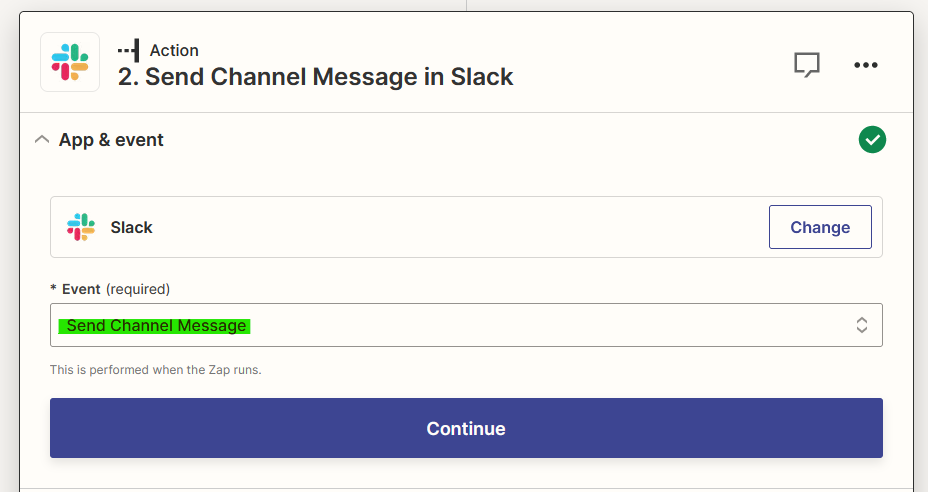 Action
2. Send Channel Message in Slack
App & event
Slack
Change
* Event (required)
Send Channel Message
This is performed when the Zap runs.
Continue